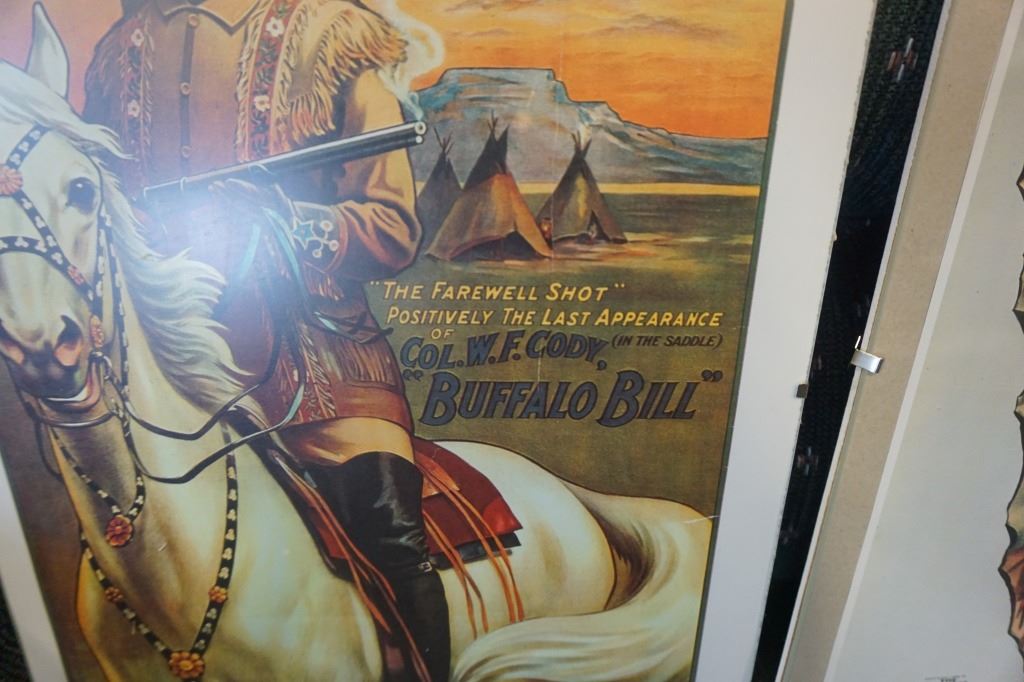 "THE FAREWELL SHOT"
POSITIVELY THE LAST APPEARANCE
OF
COL. W. F. CODY, (IN THE SADDLE)
"BUFFALO BILL"